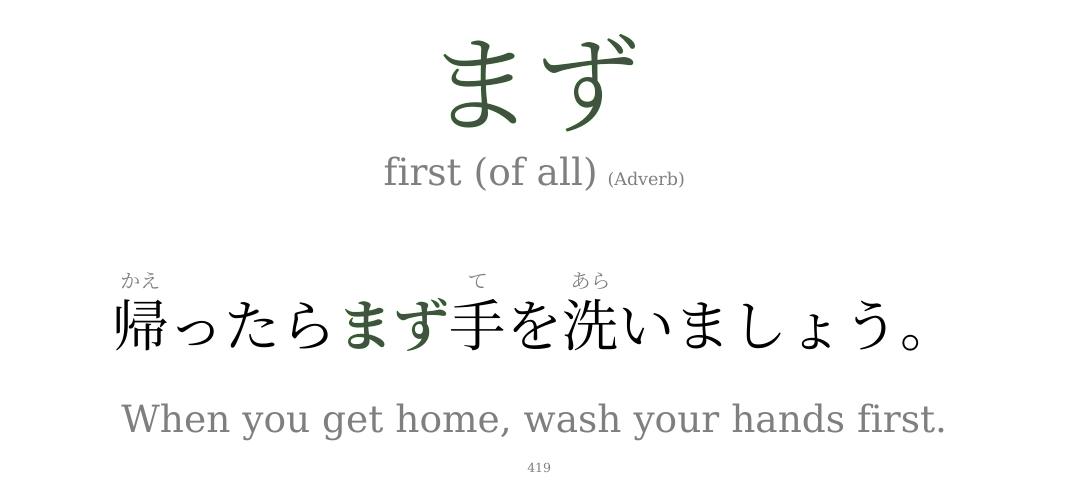 まず
first (of all) (Adverb)
かえ て あら
帰ったらまず手を洗いましょう。
When you get home, wash your hands first.
419